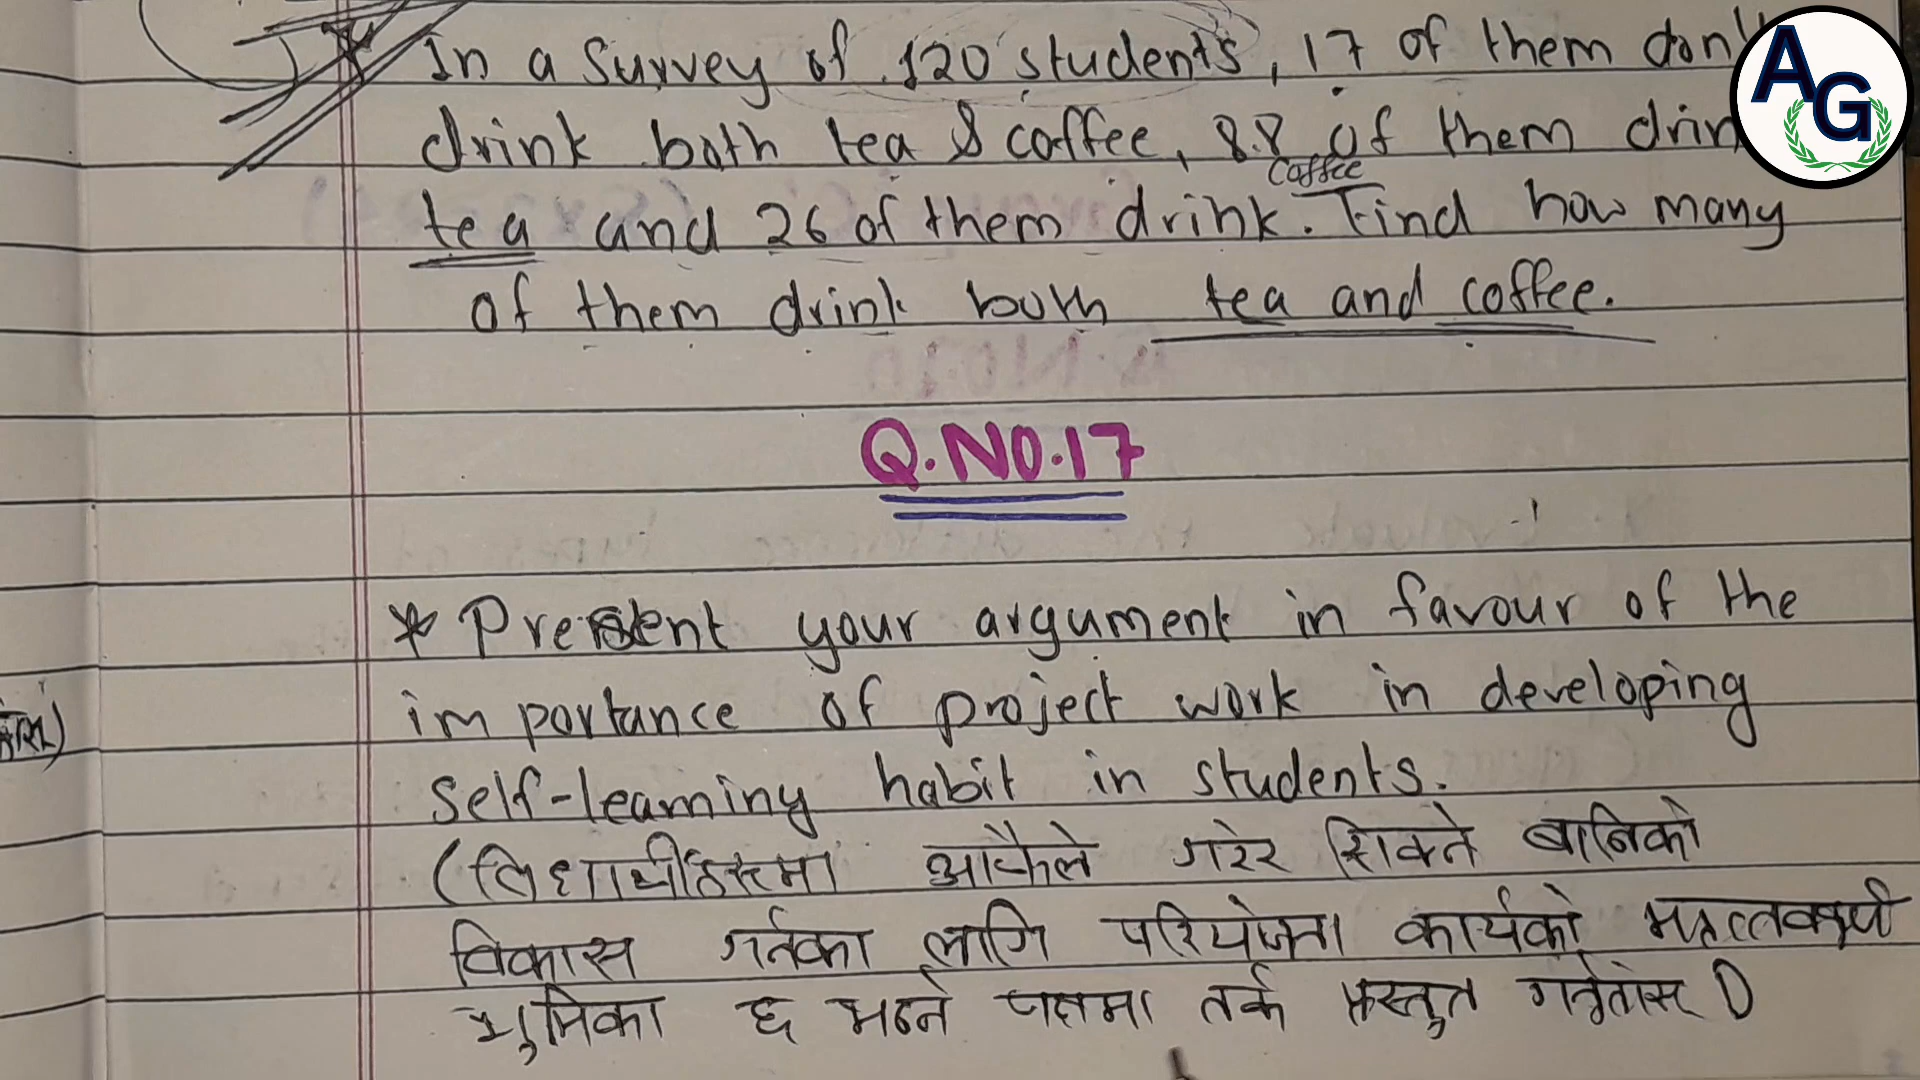 In a Survey of 120 students, 17 of them don't
drink both tea & coffee, 88 of them drin
Coffee
tea and 26 of them drink. Find how many
of them drink both tea and coffee.
Q.NO.17
* Present your argument in favour of the
importance of project work in developing
self-learning habit in students.
(विद्यार्थीहरूमा आफैले गरेर सिक्ने बानिको
विकास गर्नका लागि परियोजना कार्यको महत्वपूर्ण
भुमिका छ भन्ने पक्षमा तर्क प्रस्तुत गर्नुहोस्)
AG